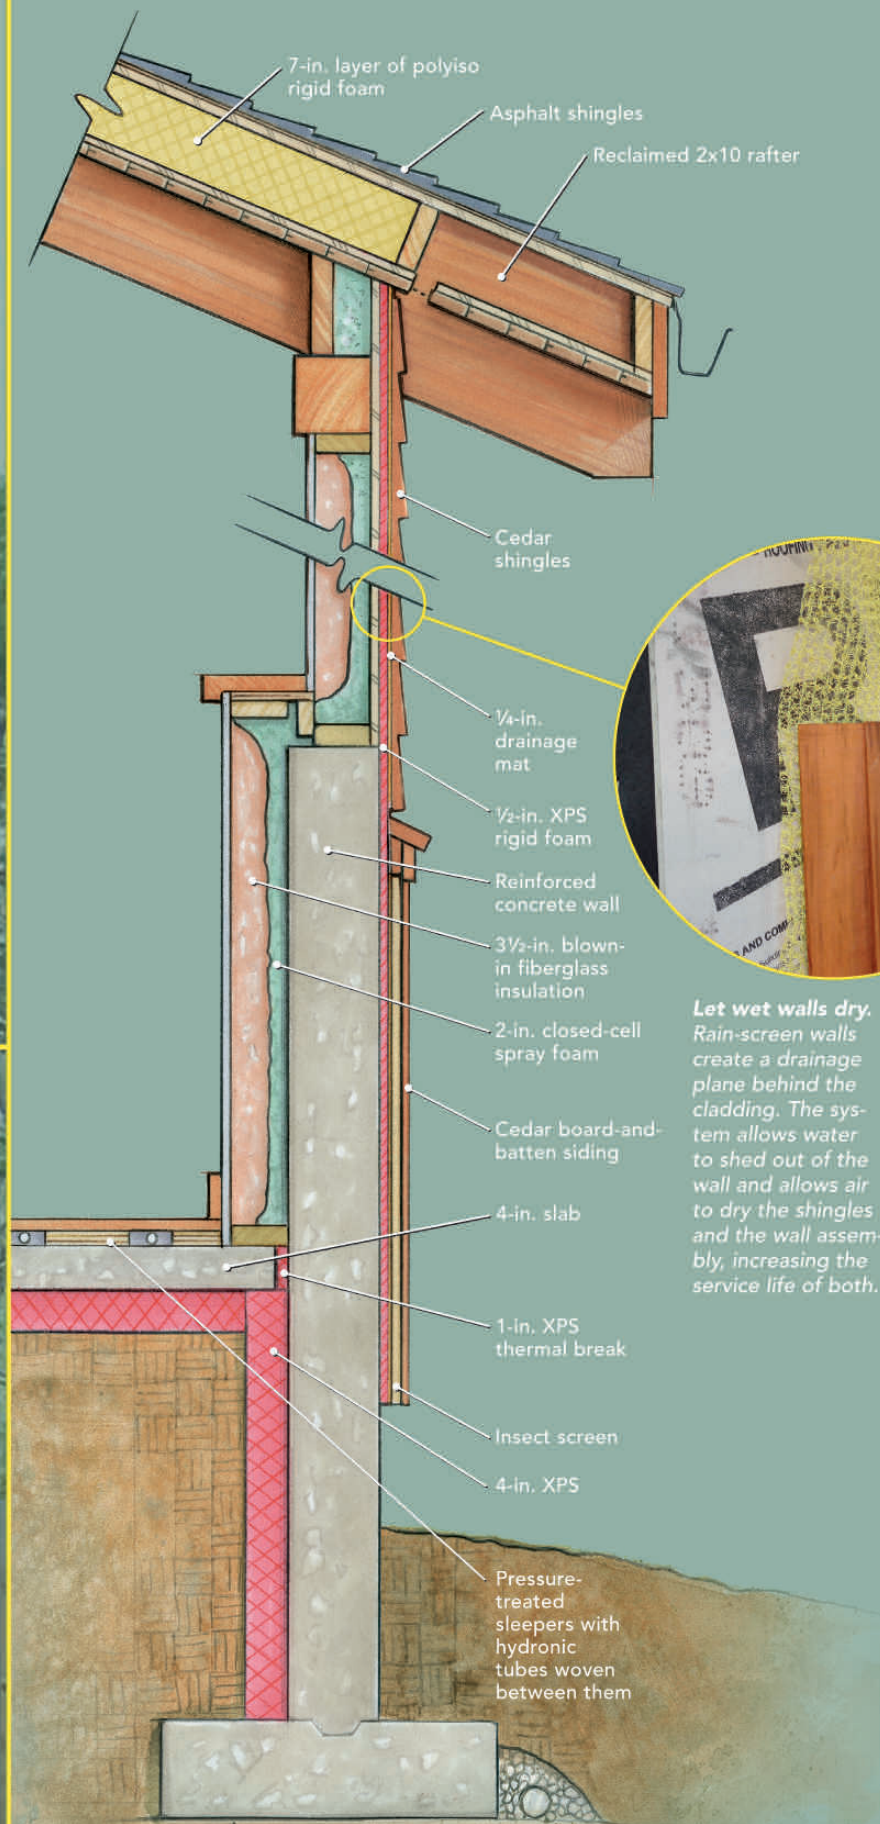 7-in. layer of polyiso
rigid foam
Asphalt shingles
Reclaimed 2x10 rafter
Cedar
shingles
¼-in.
drainage
mat
½-in. XPS
rigid foam
Reinforced
concrete wall
3½-in. blown-
in fiberglass
insulation
2-in. closed-cell
spray foam
Cedar board-and-
batten siding
4-in. slab
1-in. XPS
thermal break
Insect screen
4-in. XPS
Pressure-
treated
sleepers with
hydronic
tubes woven
between them
AND COM
Let wet walls dry.
Rain-screen walls
create a drainage
plane behind the
cladding. The sys-
tem allows water
to shed out of the
wall and allows air
to dry the shingles
and the wall assem-
bly, increasing the
service life of both.